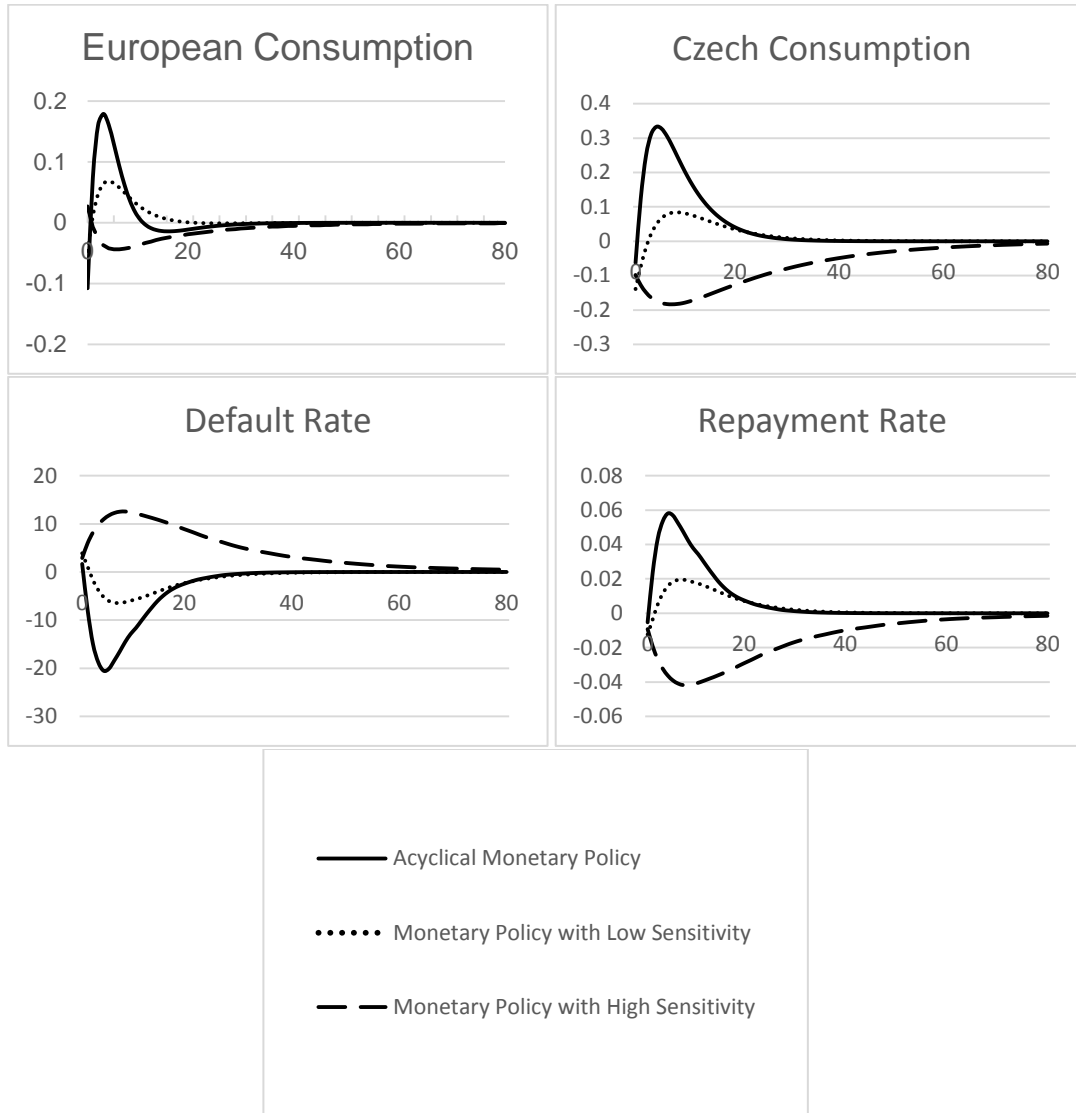 European Consumption
0.2
0.1
0
-0.1
-0.2
0 20 40 60 80
Czech Consumption
0.4
0.3
0.2
0.1
0
-0.1
-0.2
-0.3
0 20 40 60 80
Default Rate
20
10
0
-10
-20
-30
0 20 40 60 80
Repayment Rate
0.08
0.06
0.04
0.02
0
-0.02
-0.04
-0.06
0 20 40 60 80
Acyclical Monetary Policy
Monetary Policy with Low Sensitivity
Monetary Policy with High Sensitivity